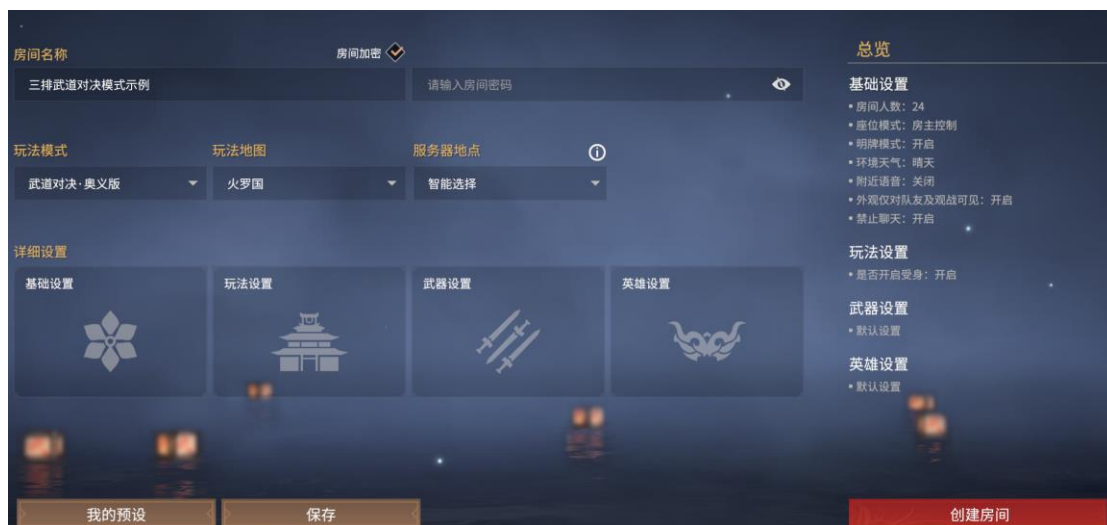 房间名称
房间加密
三排武道对决模式示例
请输入房间密码
玩法模式
玩法地图
服务器地点
武道对决·奥义版
火罗国
智能选择
详细设置
基础设置
玩法设置
武器设置
英雄设置
我的预设
保存
总览
基础设置
▪ 房间人数：24
▪ 座位模式：房主控制
▪ 明牌模式：开启
▪ 环境天气：晴天
▪ 附近语音：关闭
▪ 外观仅对队友及观战可见：开启
▪ 禁止聊天：开启
玩法设置
▪ 是否开启受身：开启
武器设置
▪ 默认设置
英雄设置
▪ 默认设置
创建房间